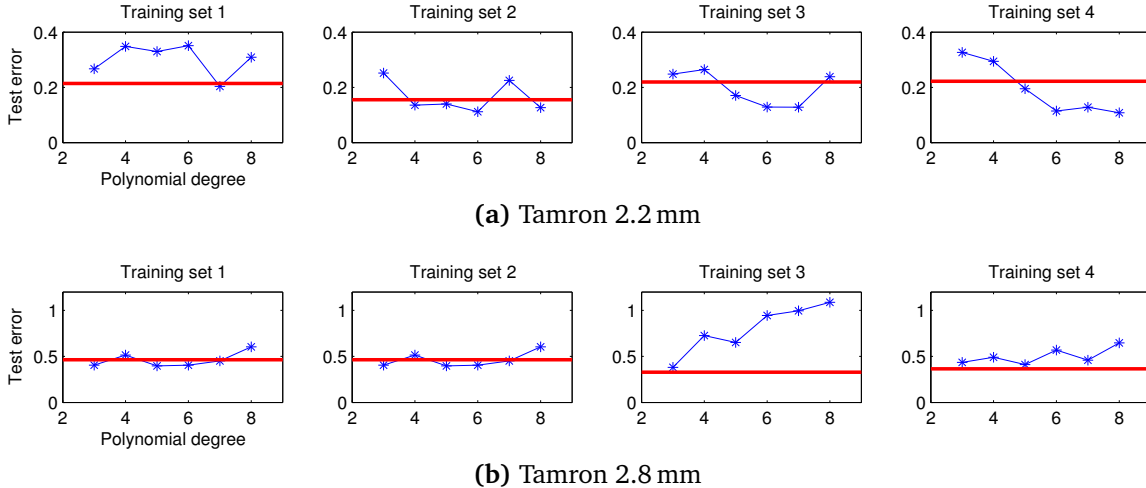 Training set 1 Training set 2 Training set 3 Training set 4
0.4 0.4 0.4 0.4
0.2 0.2 0.2 0.2
0 0 0 0
Test error
2 4 6 8 2 4 6 8 2 4 6 8 2 4 6 8
Polynomial degree
(a) Tamron 2.2 mm
Training set 1 Training set 2 Training set 3 Training set 4
1 1 1 1
0.5 0.5 0.5 0.5
0 0 0 0
Test error
2 4 6 8 2 4 6 8 2 4 6 8 2 4 6 8
Polynomial degree
(b) Tamron 2.8 mm